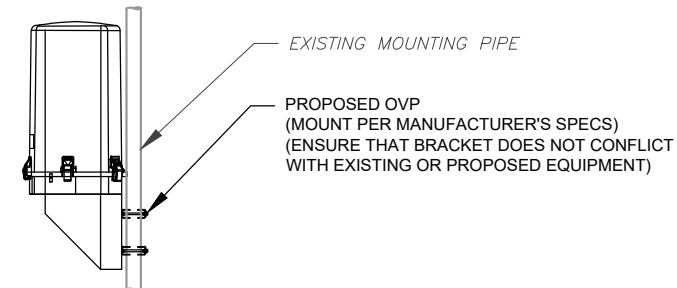 EXISTING MOUNTING PIPE
PROPOSED OVP
(MOUNT PER MANUFACTURER'S SPECS)
(ENSURE THAT BRACKET DOES NOT CONFLICT
WITH EXISTING OR PROPOSED EQUIPMENT)